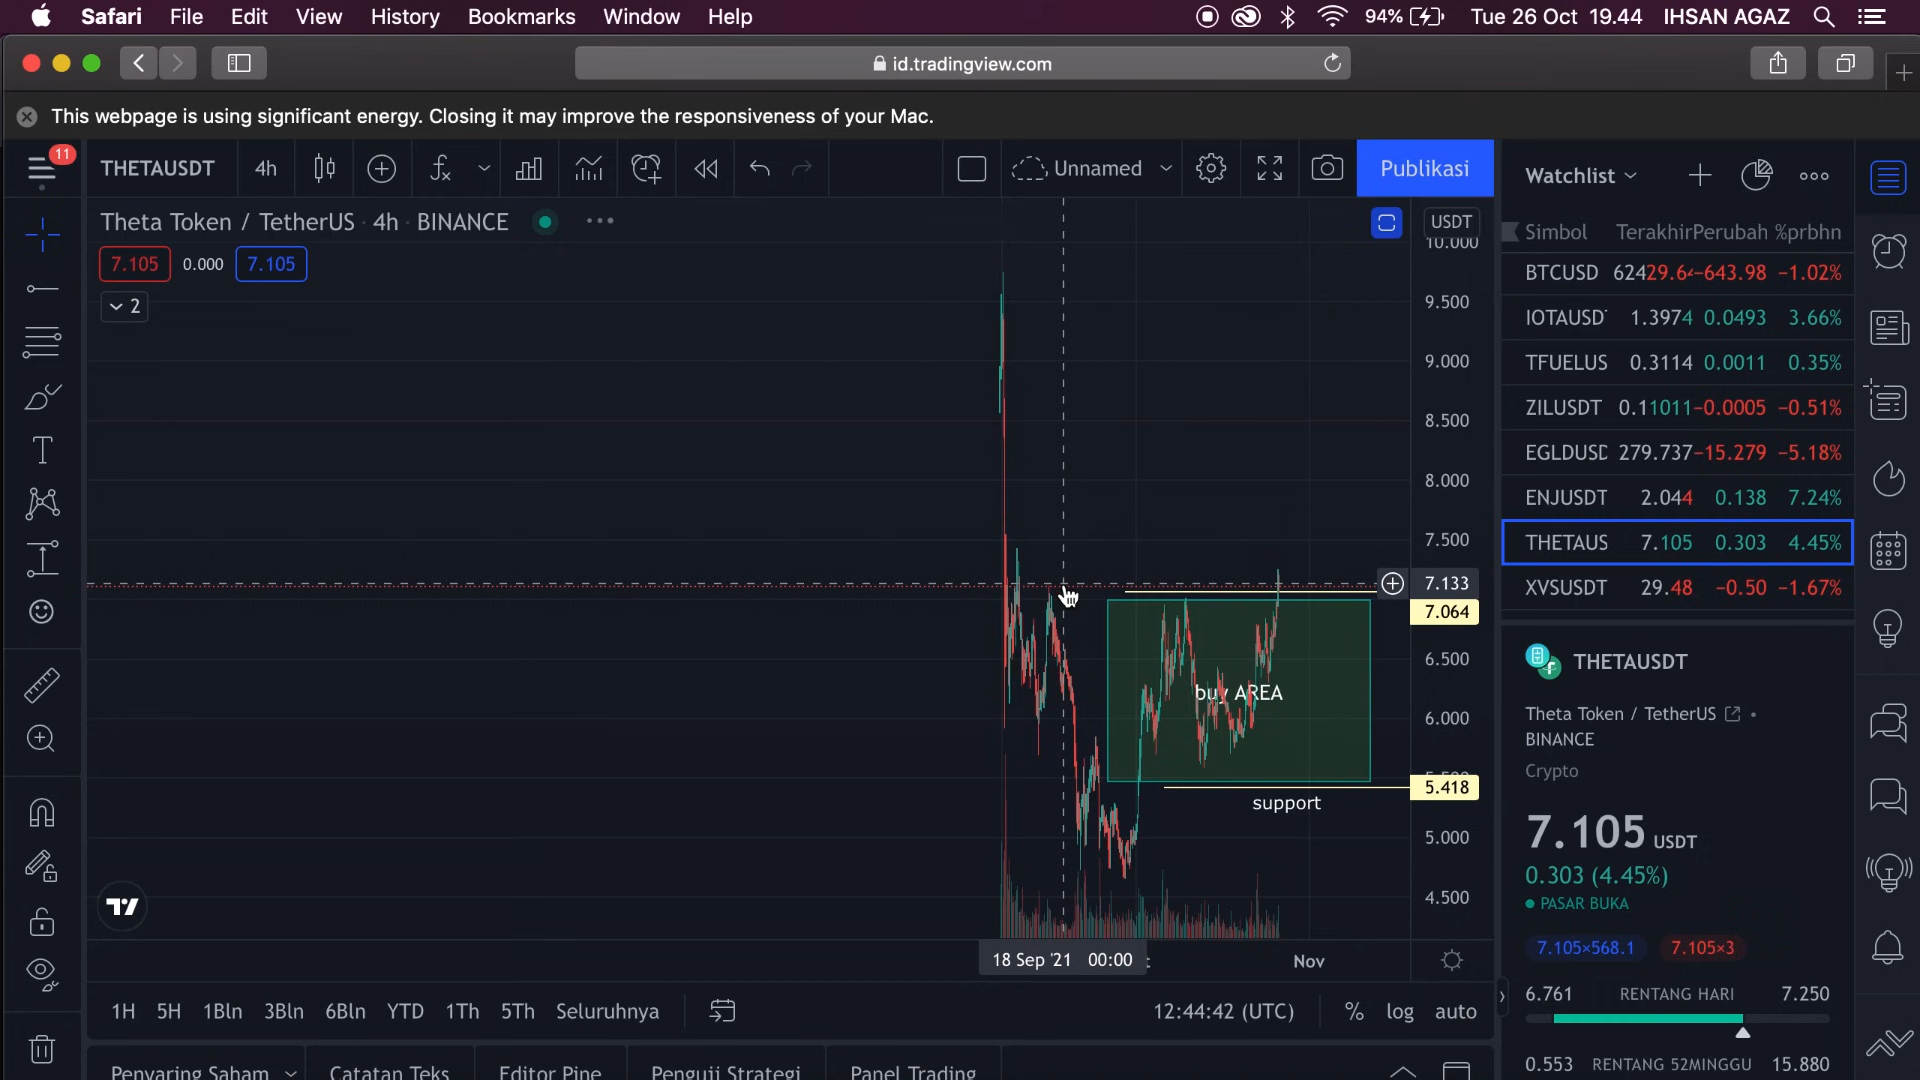 Safari File Edit View History Bookmarks Window Help 94% Tue 26 Oct 19.44 IHSAN AGAZ
id.tradingview.com
This webpage is using significant energy. Closing it may improve the responsiveness of your Mac.
11
THETAUSDT 4h Unnamed Publikasi
Theta Token / TetherUS · 4h · BINANCE
7.105 0.000 7.105
2
USDT
10.000
9.500
9.000
8.500
8.000
7.500
7.133
7.064
6.500
6.000
5.418
5.000
4.500
buy AREA
support
18 Sep '21 00:00
Nov
1H 5H 1Bln 3Bln 6Bln YTD 1Th 5Th Seluruhnya 12:44:42 (UTC) % log auto
Penyaring Saham Catatan Teks Editor Pine Penguji Strategi Panel Trading
Watchlist
Simbol Terakhir Perubah %prbhn
BTCUSD 62429.64 -643.98 -1.02%
IOTAUSD 1.3974 0.0493 3.66%
TFUELUS 0.3114 0.0011 0.35%
ZILUSDT 0.11011 -0.0005 -0.51%
EGLDUSD 279.737 -15.279 -5.18%
ENJUSDT 2.044 0.138 7.24%
THETAUS 7.105 0.303 4.45%
XVSUSDT 29.48 -0.50 -1.67%
THETAUSDT
Theta Token / TetherUS
BINANCE
Crypto
7.105 USDT
0.303 (4.45%)
PASAR BUKA
7.105×568.1 7.105×3
6.761 RENTANG HARI 7.250
0.553 RENTANG 52MINGGU 15.880